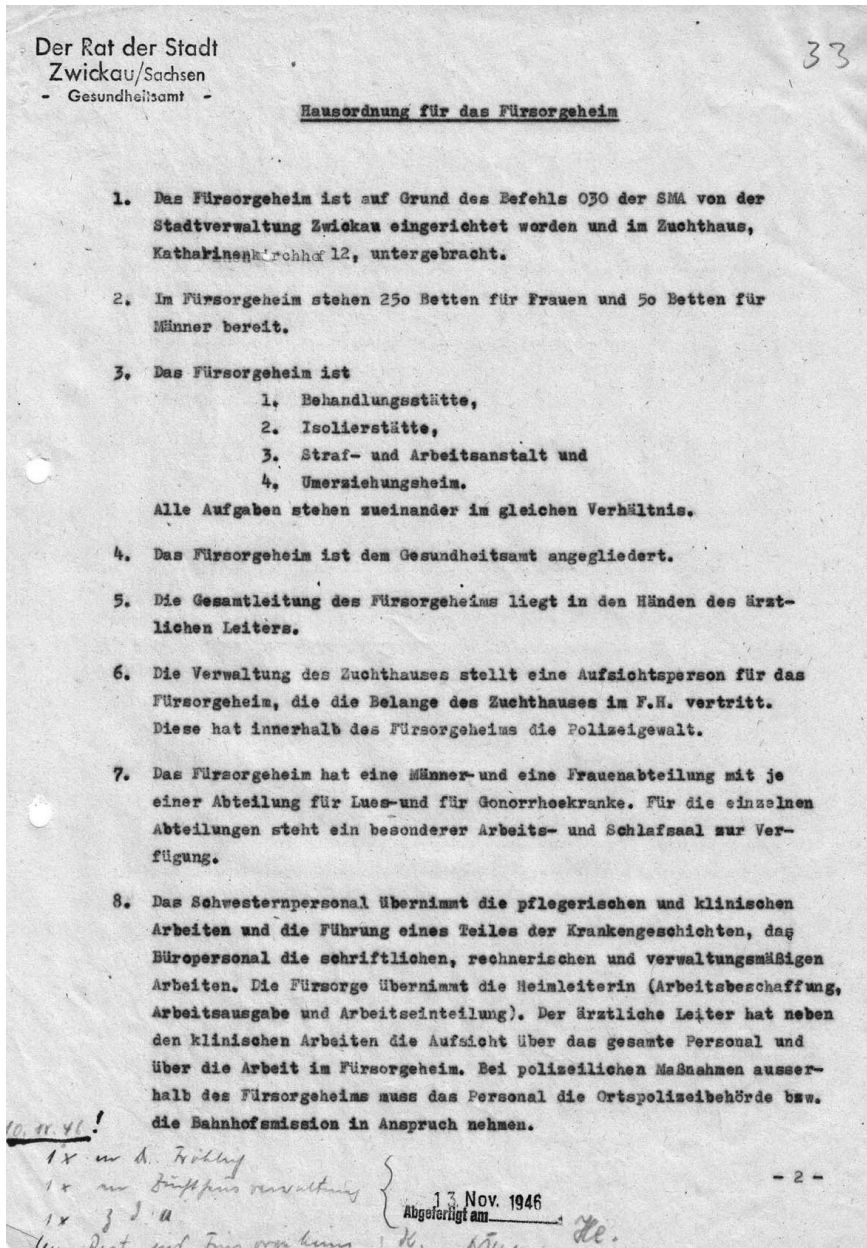 Der Rat der Stadt
Zwickau/Sachsen
- Gesundheitsamt -
33
Hausordnung für das Fürsorgeheim
1. Das Fürsorgeheim ist auf Grund des Befehls 030 der SMA von der
Stadtverwaltung Zwickau eingerichtet worden und im Zuchthaus,
Katharinenkirchhof 12, untergebracht.
2. Im Fürsorgeheim stehen 25o Betten für Frauen und 5o Betten für
Männer bereit.
3. Das Fürsorgeheim ist
1. Behandlungsstätte,
2. Isolierstätte,
3. Straf- und Arbeitsanstalt und
4. Umerziehungsheim.
Alle Aufgaben stehen zueinander im gleichen Verhältnis.
4. Das Fürsorgeheim ist dem Gesundheitsamt angegliedert.
5. Die Gesamtleitung des Fürsorgeheims liegt in den Händen des ärzt-
lichen Leiters.
6. Die Verwaltung des Zuchthauses stellt eine Aufsichtsperson für das
Fürsorgeheim, die die Belange des Zuchthauses im F.H. vertritt.
Diese hat innerhalb des Fürsorgeheims die Polizeigewalt.
7. Das Fürsorgeheim hat eine Männer-und eine Frauenabteilung mit je
einer Abteilung für Lues-und für Gonorrhoekranke. Für die einzelnen
Abteilungen steht ein besonderer Arbeits- und Schlafsaal zur Ver-
fügung.
8. Das Schwesternpersonal übernimmt die pflegerischen und klinischen
Arbeiten und die Führung eines Teiles der Krankengeschichten, das
Büropersonal die schriftlichen, rechnerischen und verwaltungsmäßigen
Arbeiten. Die Fürsorge übernimmt die Heimleiterin (Arbeitsbeschaffung,
Arbeitsausgabe und Arbeitseinteilung). Der ärztliche Leiter hat neben
den klinischen Arbeiten die Aufsicht über das gesamte Personal und
über die Arbeit im Fürsorgeheim. Bei polizeilichen Maßnahmen ausser-
halb des Fürsorgeheims muss das Personal die Ortspolizeibehörde bzw.
die Bahnhofsmission in Anspruch nehmen.
1 x an Dr. Fröhlich
1 x an Zuchthausverwaltung
1 x z d a
- 2 -
13. Nov. 1946
Abgefertigt am
He.